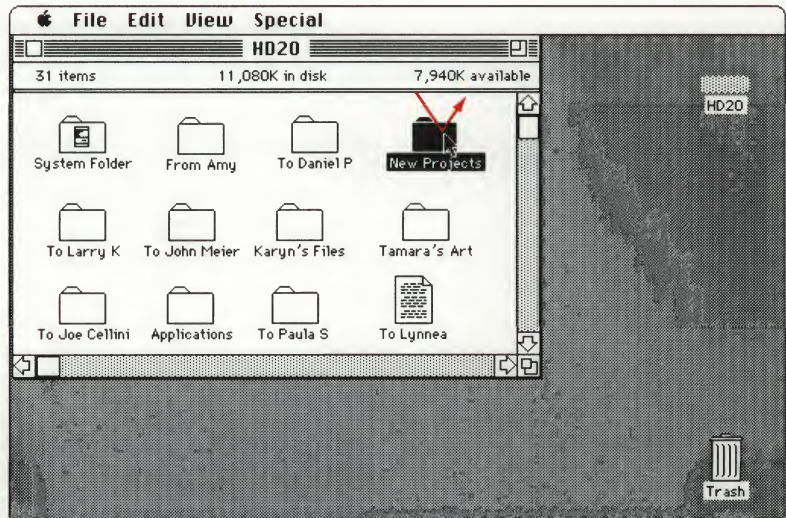 File Edit View Special
HD20
31 items 11,080K in disk 7,940K available
HD20
System Folder From Amy To Daniel P New Projects
To Larry K To John Meier Karyn's Files Tamara's Art
To Joe Cellini Applications To Paula S To Lynnea
Trash